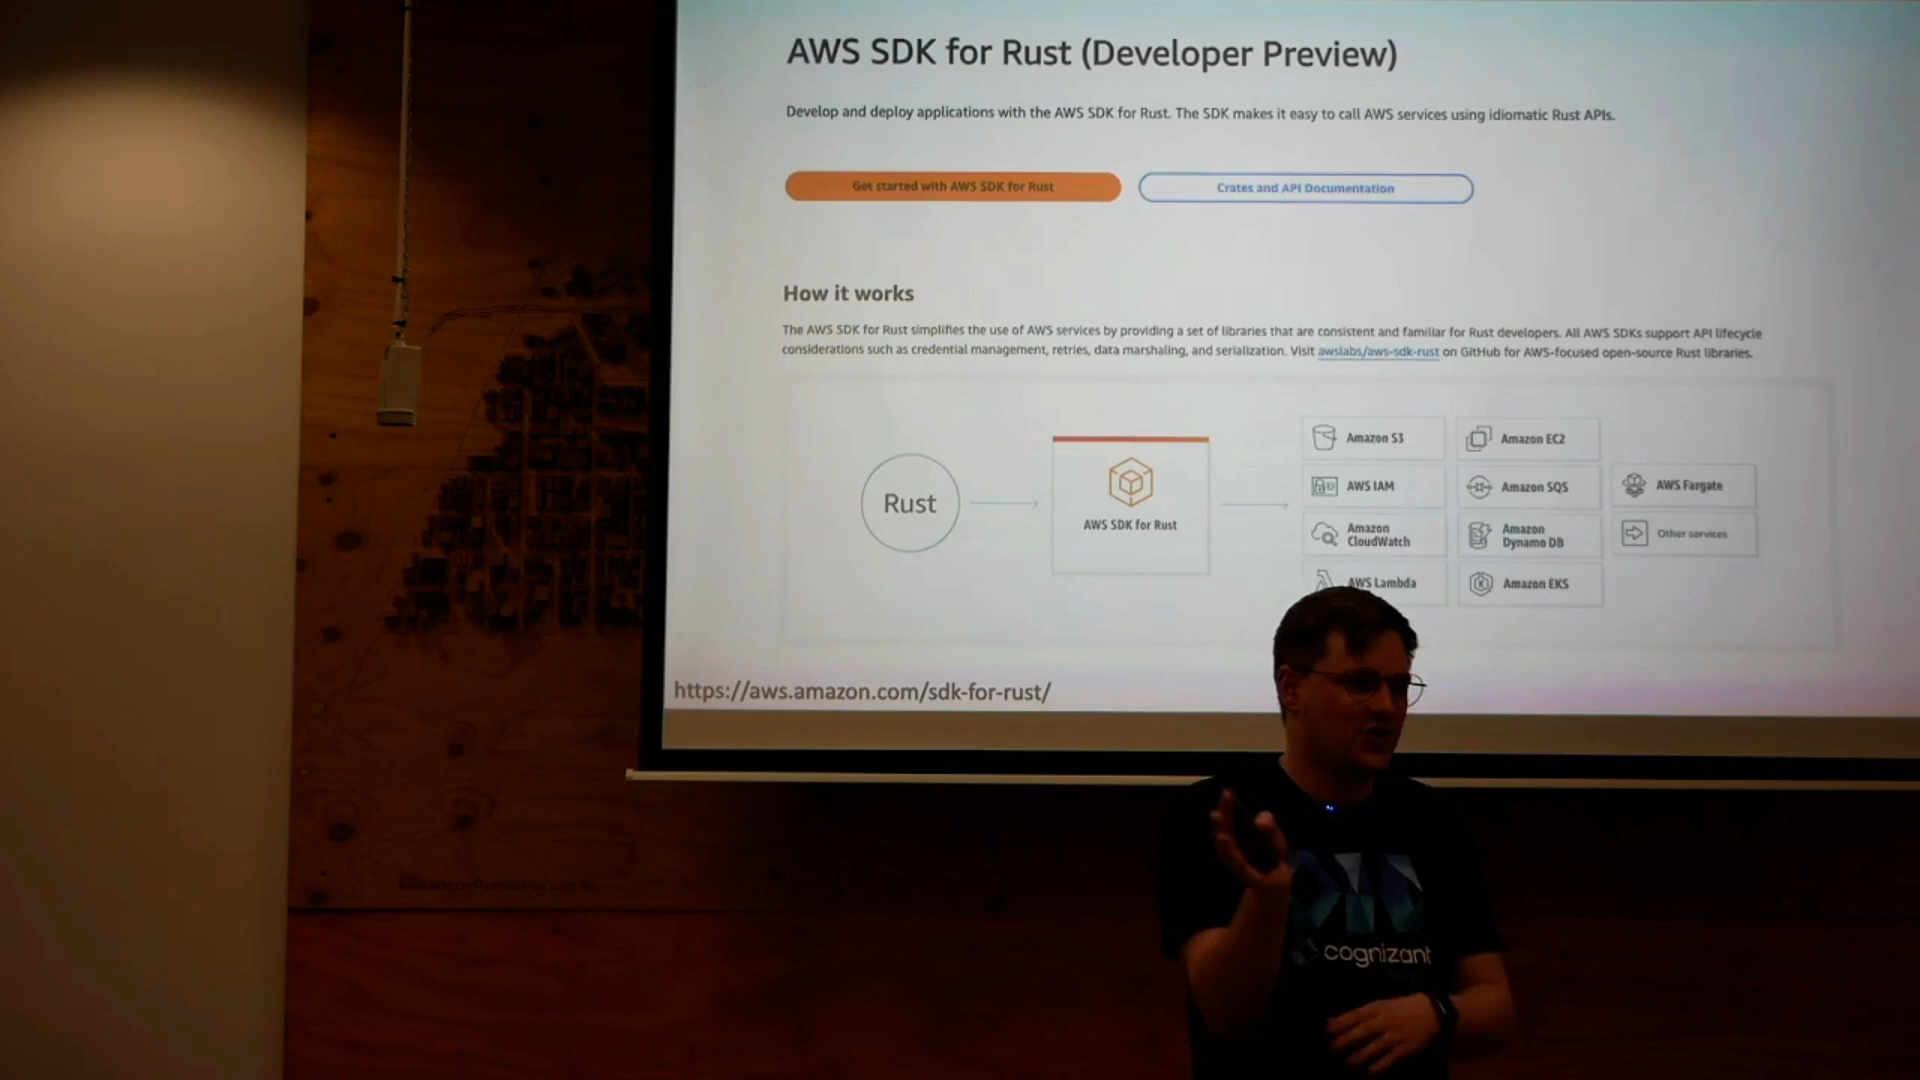 AWS SDK for Rust (Developer Preview)
Develop and deploy applications with the AWS SDK for Rust. The SDK makes it easy to call AWS services using idiomatic Rust APIs.
Get started with AWS SDK for Rust
Crates and API Documentation
How it works
The AWS SDK for Rust simplifies the use of AWS services by providing a set of libraries that are consistent and familiar for Rust developers. All AWS SDKs support API lifecycle
considerations such as credential management, retries, data marshaling, and serialization. Visit awslabs/aws-sdk-rust on GitHub for AWS-focused open-source Rust libraries.
Rust
AWS SDK for Rust
Amazon S3
Amazon EC2
AWS IAM
Amazon SQS
AWS Fargate
Amazon
CloudWatch
Amazon
Dynamo DB
Other services
AWS Lambda
Amazon EKS
https://aws.amazon.com/sdk-for-rust/
cognizant